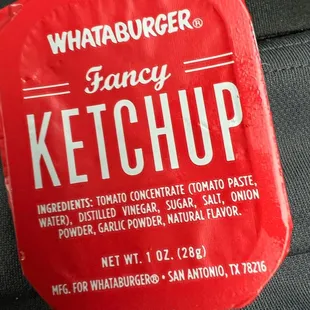 WHATABURGER®
Fancy
KETCHUP
INGREDIENTS: TOMATO CONCENTRATE (TOMATO PASTE,
WATER), DISTILLED VINEGAR, SUGAR, SALT, ONION
POWDER, GARLIC POWDER, NATURAL FLAVOR.
NET WT. 1 OZ. (28g)
MFG. FOR WHATABURGER® • SAN ANTONIO, TX 78216